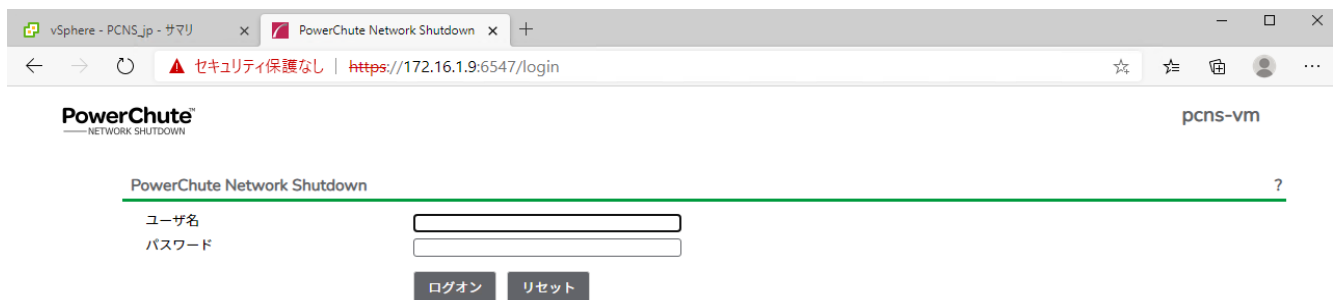 vSphere - PCNS_jp - サマリ
PowerChute Network Shutdown
セキュリティ保護なし | https://172.16.1.9:6547/login
PowerChute™
NETWORK SHUTDOWN
pcns-vm
PowerChute Network Shutdown ?
ユーザ名
パスワード
ログオン リセット